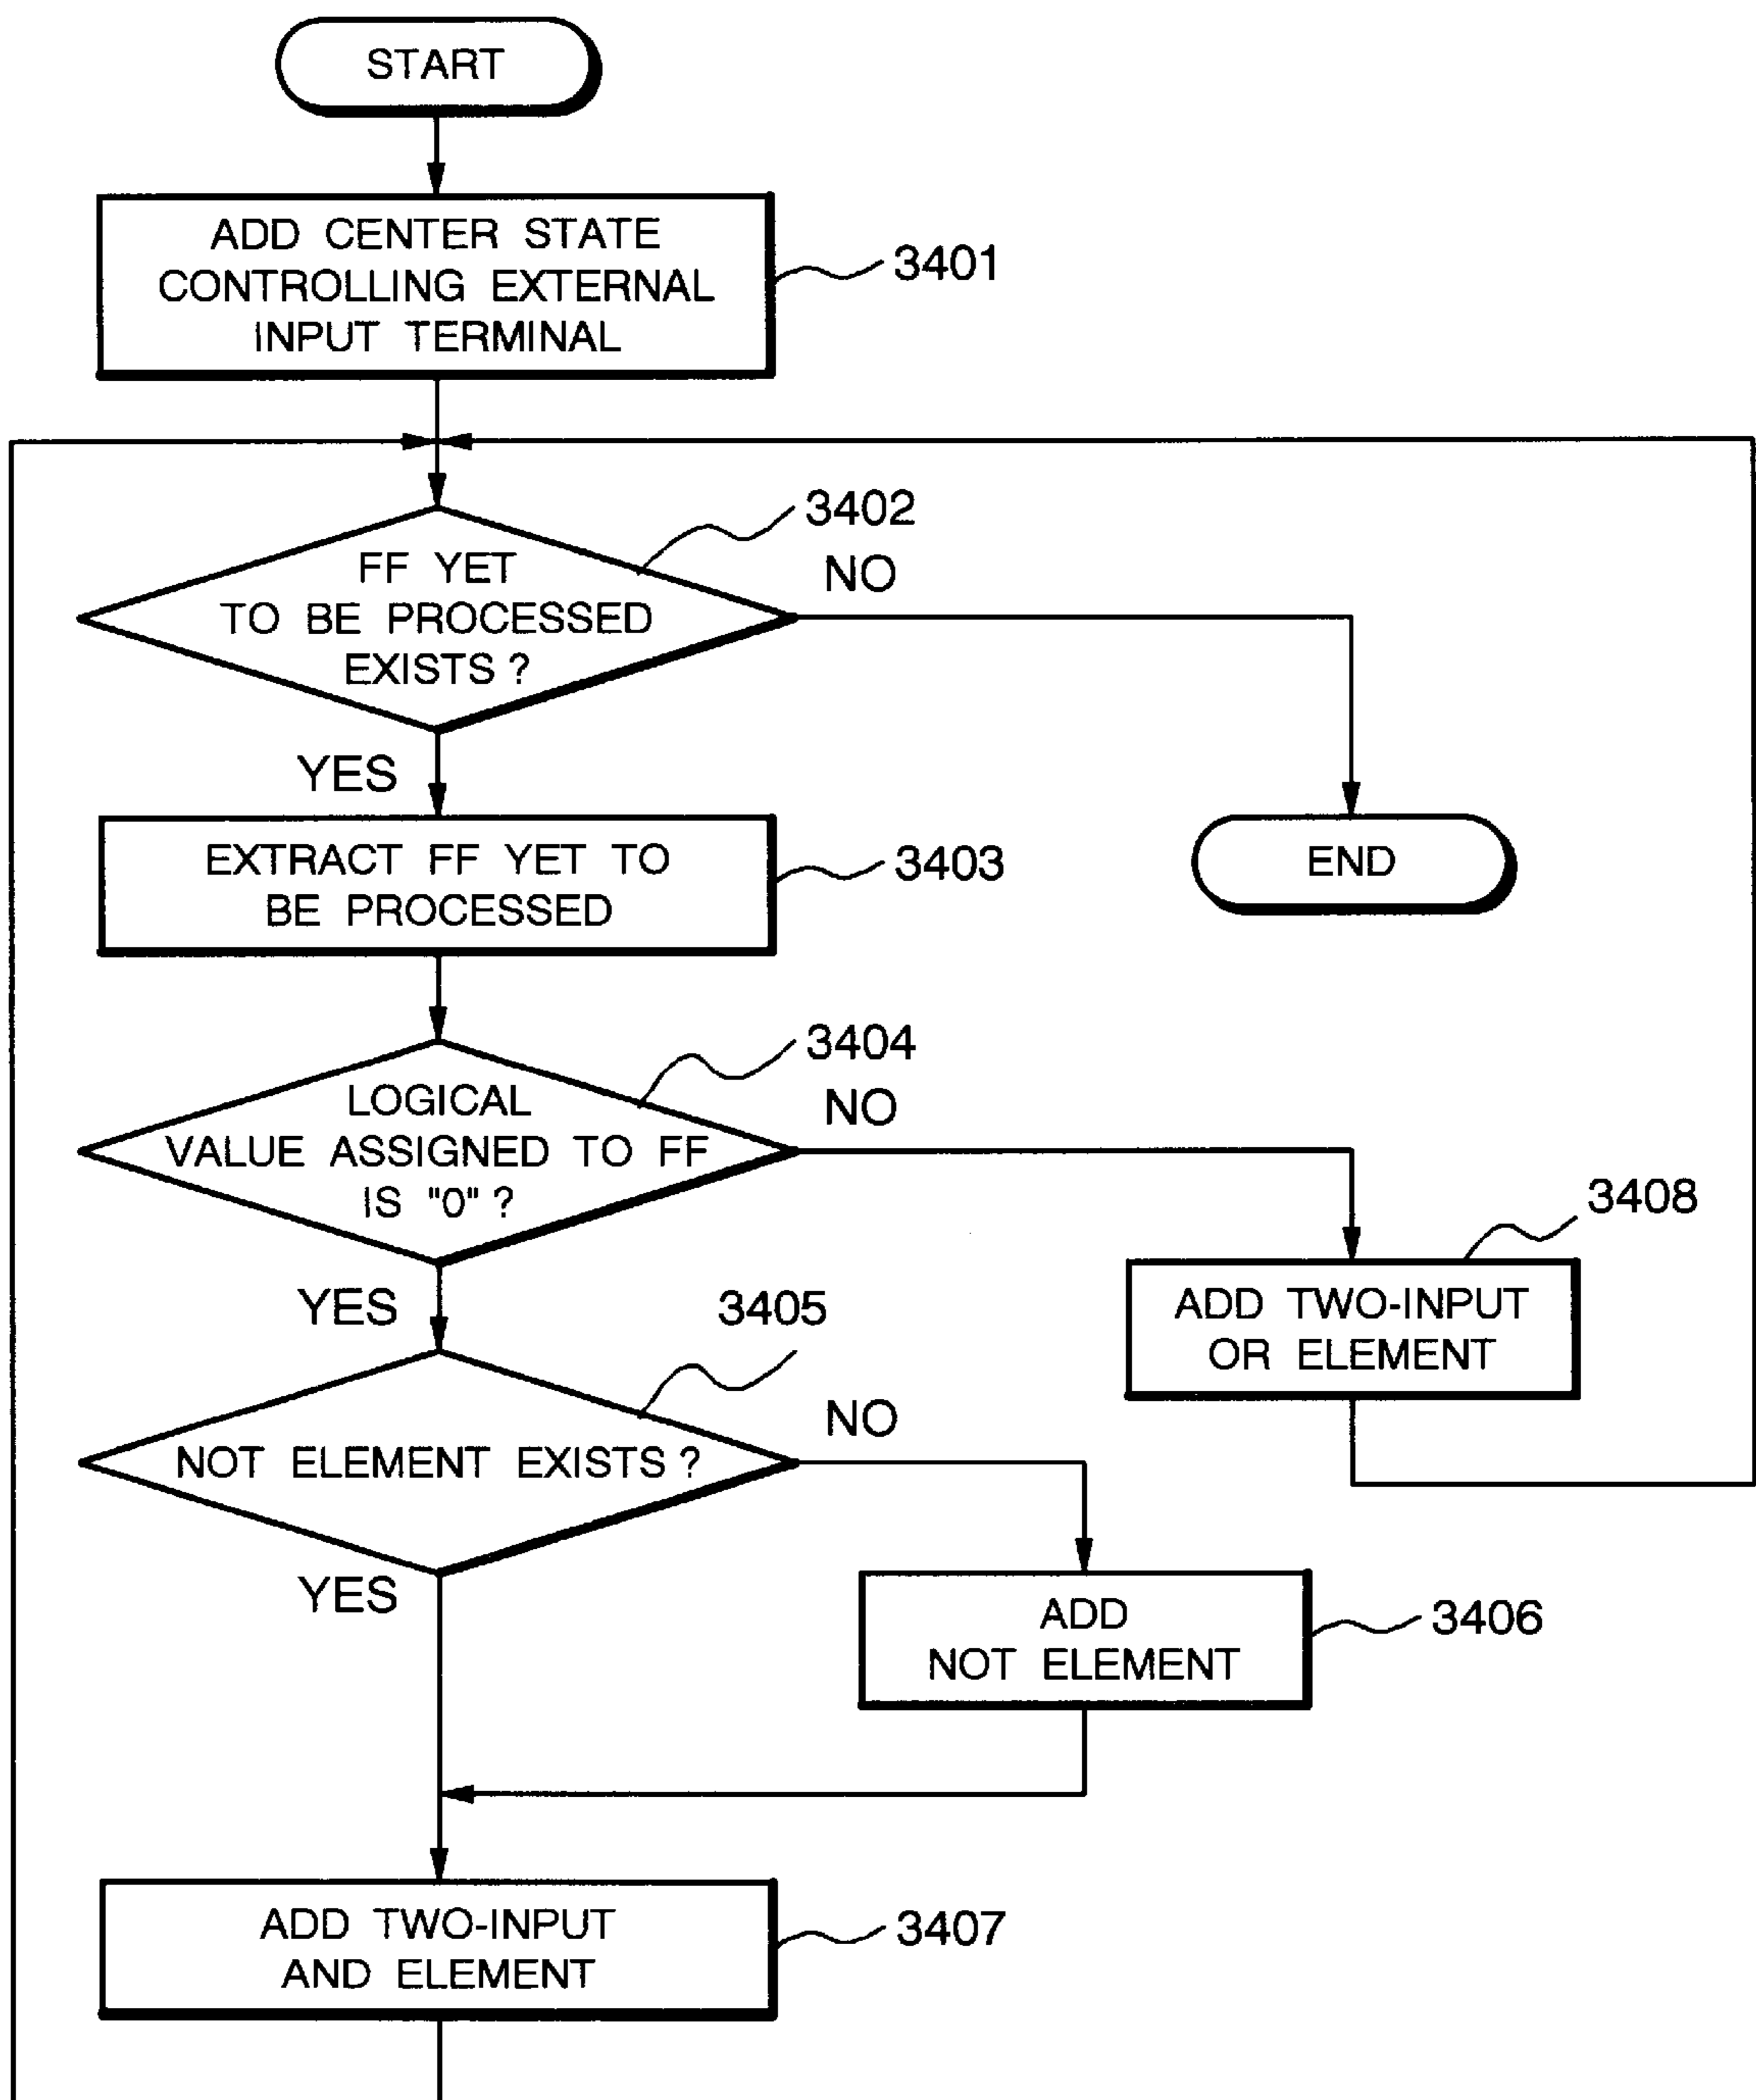 START
ADD CENTER STATE
CONTROLLING EXTERNAL
INPUT TERMINAL
3401
3402
FF YET
TO BE PROCESSED
EXISTS ?
NO
YES
EXTRACT FF YET TO
BE PROCESSED
3403
END
3404
LOGICAL
VALUE ASSIGNED TO FF
IS "0" ?
NO
YES
3408
ADD TWO-INPUT
OR ELEMENT
3405
NOT ELEMENT EXISTS ?
NO
YES
ADD
NOT ELEMENT
3406
ADD TWO-INPUT
AND ELEMENT
3407